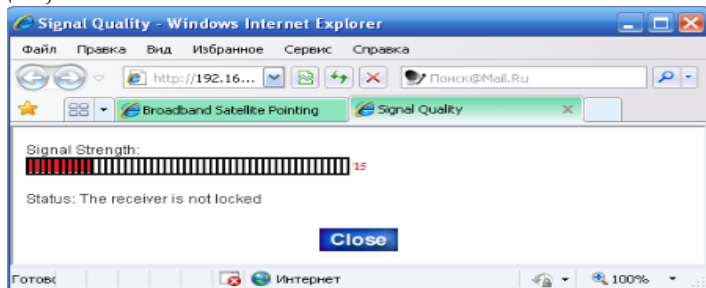 Signal Quality - Windows Internet Explorer
Файл Правка Вид Избранное Сервис Справка
http://192.16... Поиск@Mail.Ru
Broadband Satellite Pointing Signal Quality
Signal Strength:
15
Status: The receiver is not locked
Close
Готовс Интернет 100%